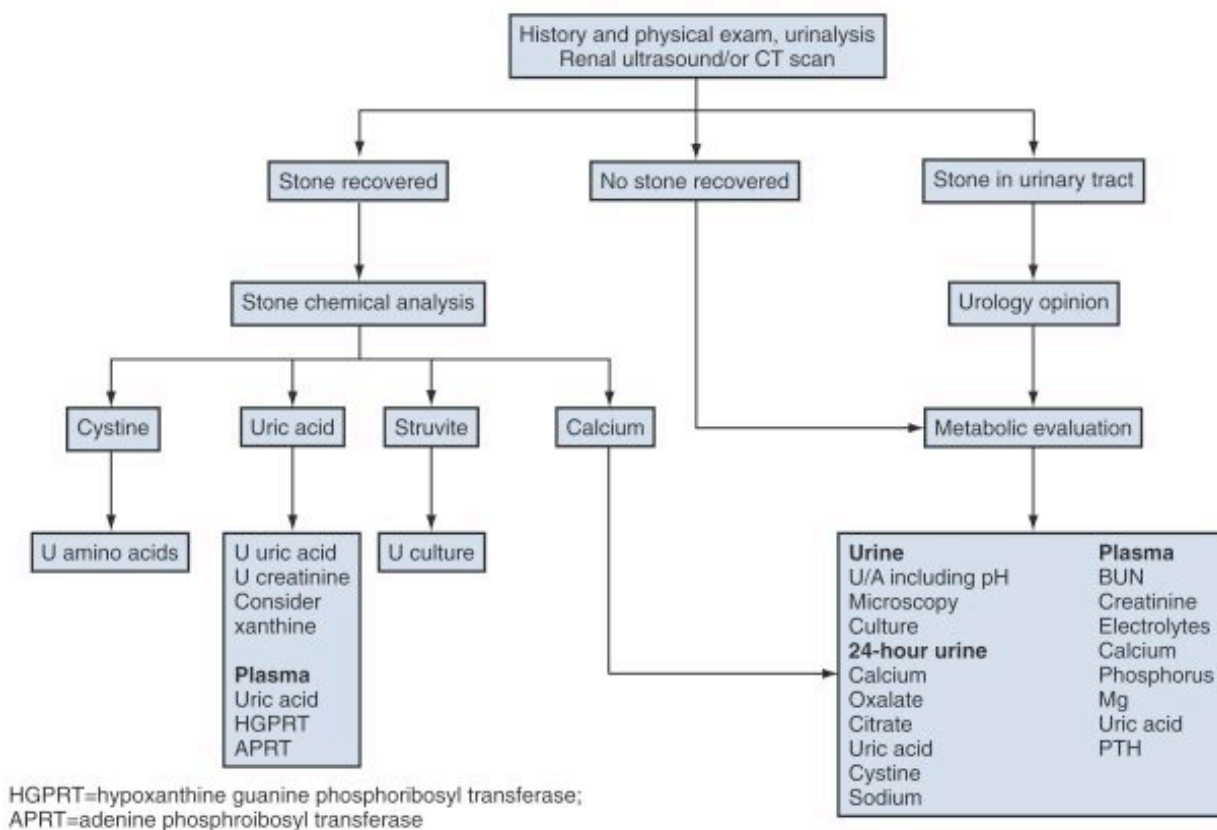 History and physical exam, urinalysis
Renal ultrasound/or CT scan
Stone recovered
No stone recovered
Stone in urinary tract
Stone chemical analysis
Urology opinion
Cystine
Uric acid
Struvite
Calcium
Metabolic evaluation
U amino acids
U uric acid
U creatinine
Consider
xanthine
Plasma
Uric acid
HGPRT
APRT
U culture
Urine
U/A including pH
Microscopy
Culture
24-hour urine
Calcium
Oxalate
Citrate
Uric acid
Cystine
Sodium
Plasma
BUN
Creatinine
Electrolytes
Calcium
Phosphorus
Mg
Uric acid
PTH
HGPRT=hypoxanthine guanine phosphoribosyl transferase;
APRT=adenine phosphroibosyl transferase